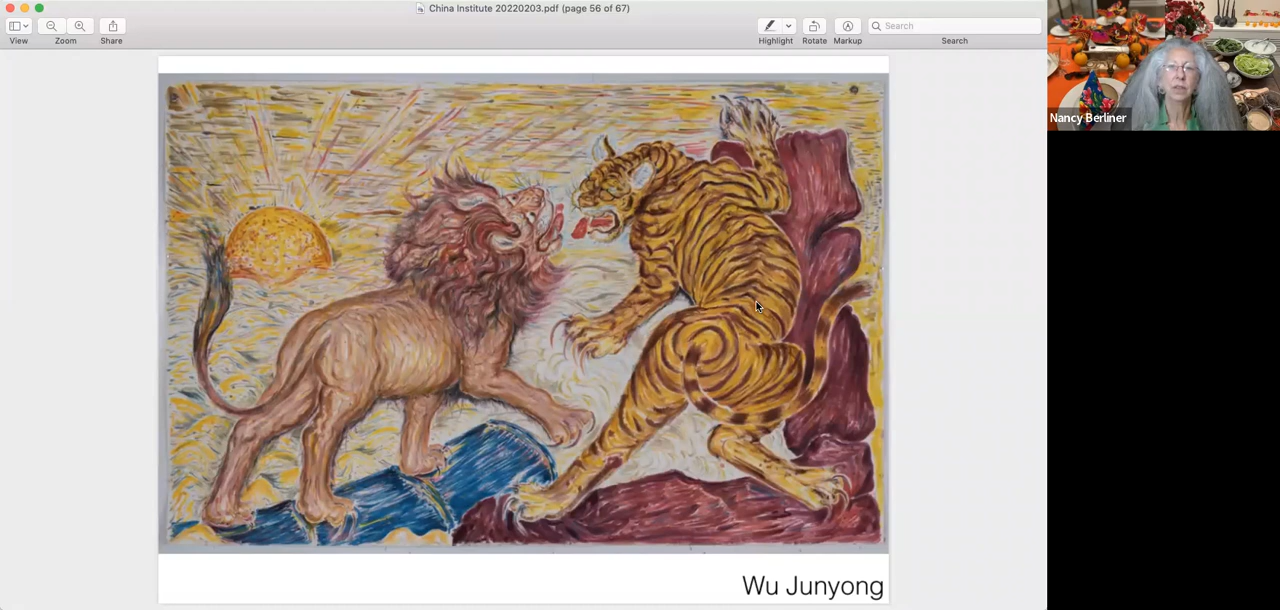 China Institute 20220203.pdf (page 56 of 67)
View
Zoom
Share
Highlight
Rotate
Markup
Search
Search
Nancy Berliner
Wu Junyong